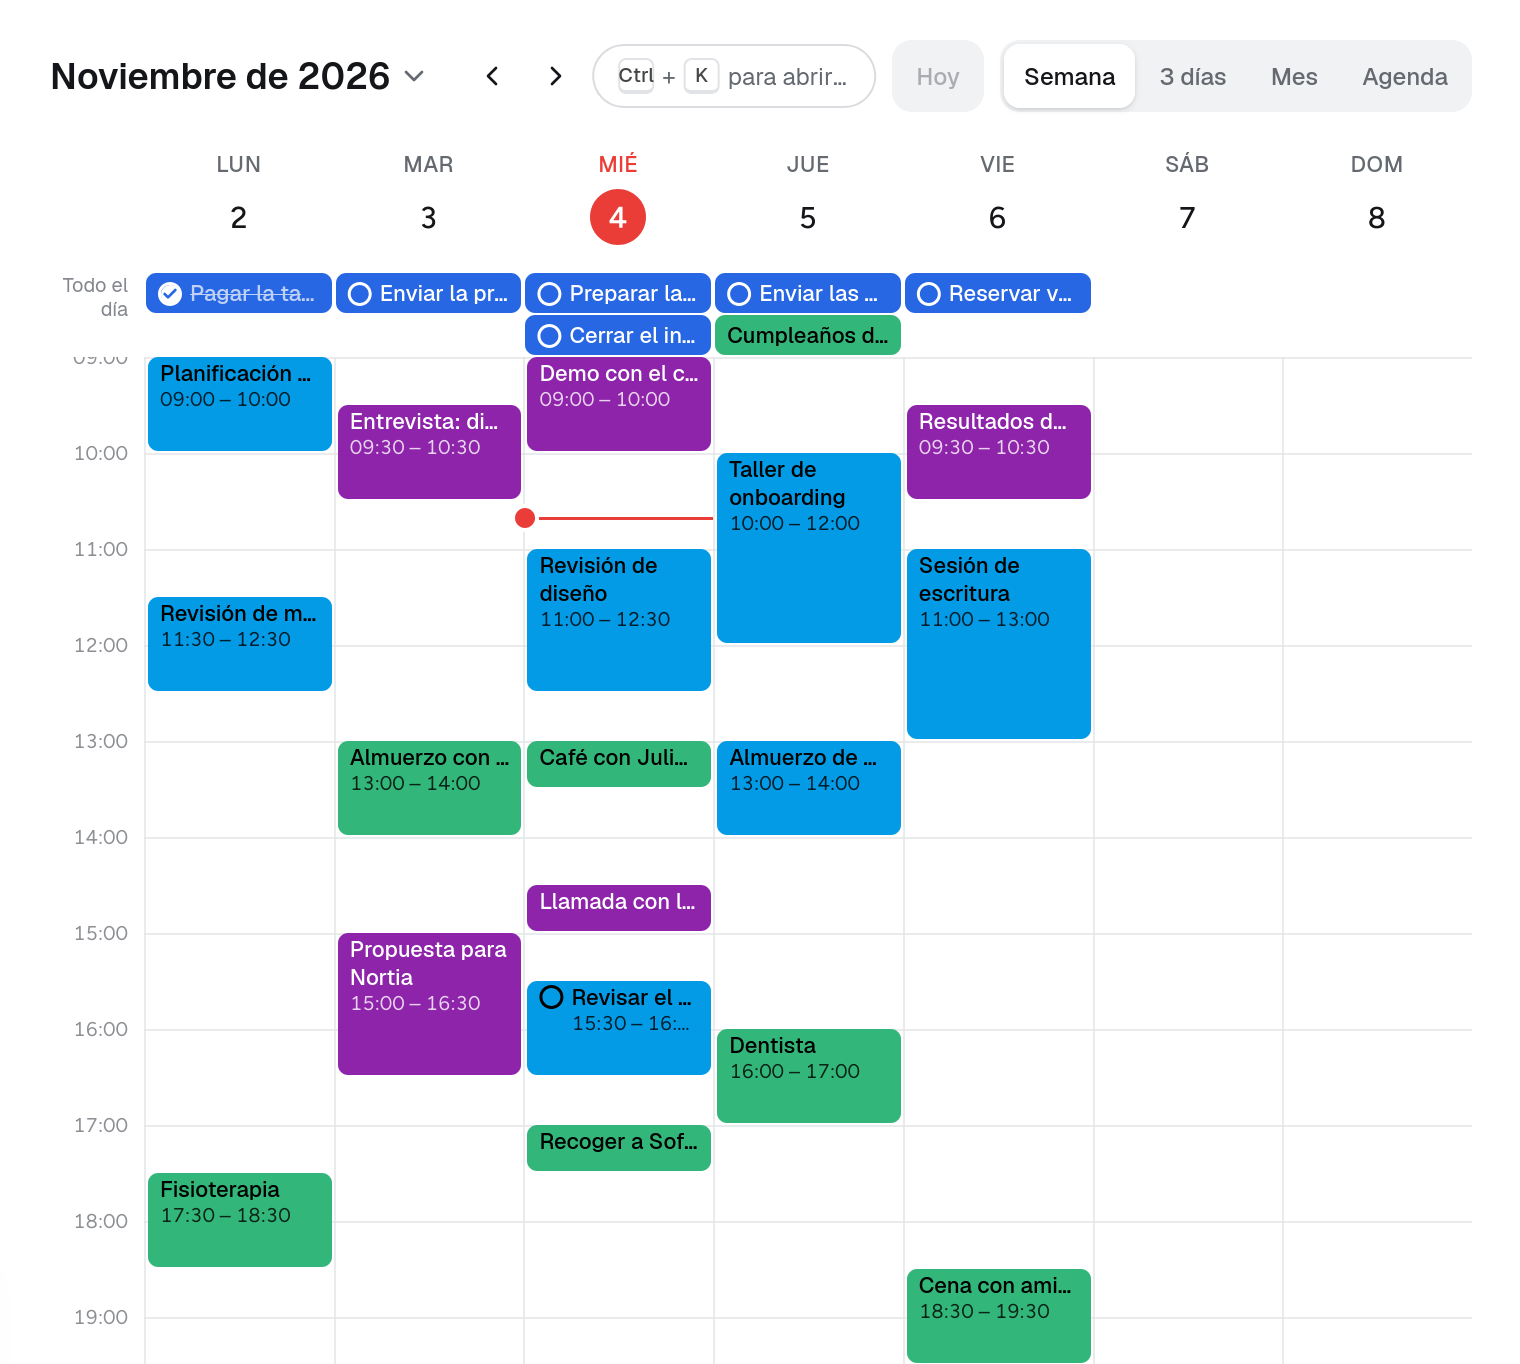 Noviembre de 2026
Ctrl + K para abrir...
Hoy
Semana
3 días
Mes
Agenda
LUN
MAR
MIÉ
JUE
VIE
SÁB
DOM
2
3
4
5
6
7
8
Todo el
día
Pagar la ta...
Enviar la pr...
Preparar la...
Enviar las ...
Reservar v...
Cerrar el in...
Cumpleaños d...
09:00
10:00
11:00
12:00
13:00
14:00
15:00
16:00
17:00
18:00
19:00
Planificación ...
09:00 – 10:00
Revisión de m...
11:30 – 12:30
Fisioterapia
17:30 – 18:30
Entrevista: di...
09:30 – 10:30
Almuerzo con ...
13:00 – 14:00
Propuesta para
Nortia
15:00 – 16:30
Demo con el c...
09:00 – 10:00
Revisión de
diseño
11:00 – 12:30
Café con Juli...
Llamada con l...
Revisar el ...
15:30 – 16:...
Recoger a Sof...
Taller de
onboarding
10:00 – 12:00
Almuerzo de ...
13:00 – 14:00
Dentista
16:00 – 17:00
Resultados d...
09:30 – 10:30
Sesión de
escritura
11:00 – 13:00
Cena con ami...
18:30 – 19:30